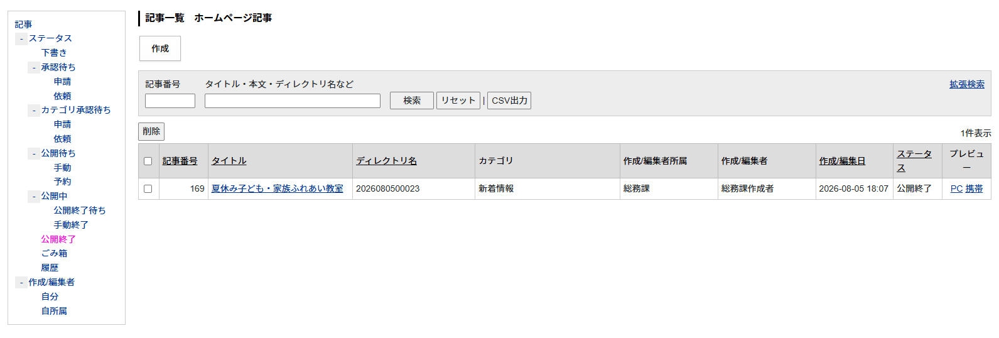 記事
- ステータス
下書き
- 承認待ち
申請
依頼
- カテゴリ承認待ち
申請
依頼
- 公開待ち
手動
予約
- 公開中
公開終了待ち
手動終了
公開終了
ごみ箱
履歴
- 作成/編集者
自分
自所属
記事一覧　ホームページ記事
作成
記事番号 タイトル・本文・ディレクトリ名など 拡張検索
検索 リセット | CSV出力
削除 1件表示
記事番号 タイトル ディレクトリ名 カテゴリ 作成/編集者所属 作成/編集者 作成/編集日 ステータ
ス プレビュ
ー
169 夏休み子ども・家族ふれあい教室 2026080500023 新着情報 総務課 総務課作成者 2026-08-05 18:07 公開終了 PC 携帯